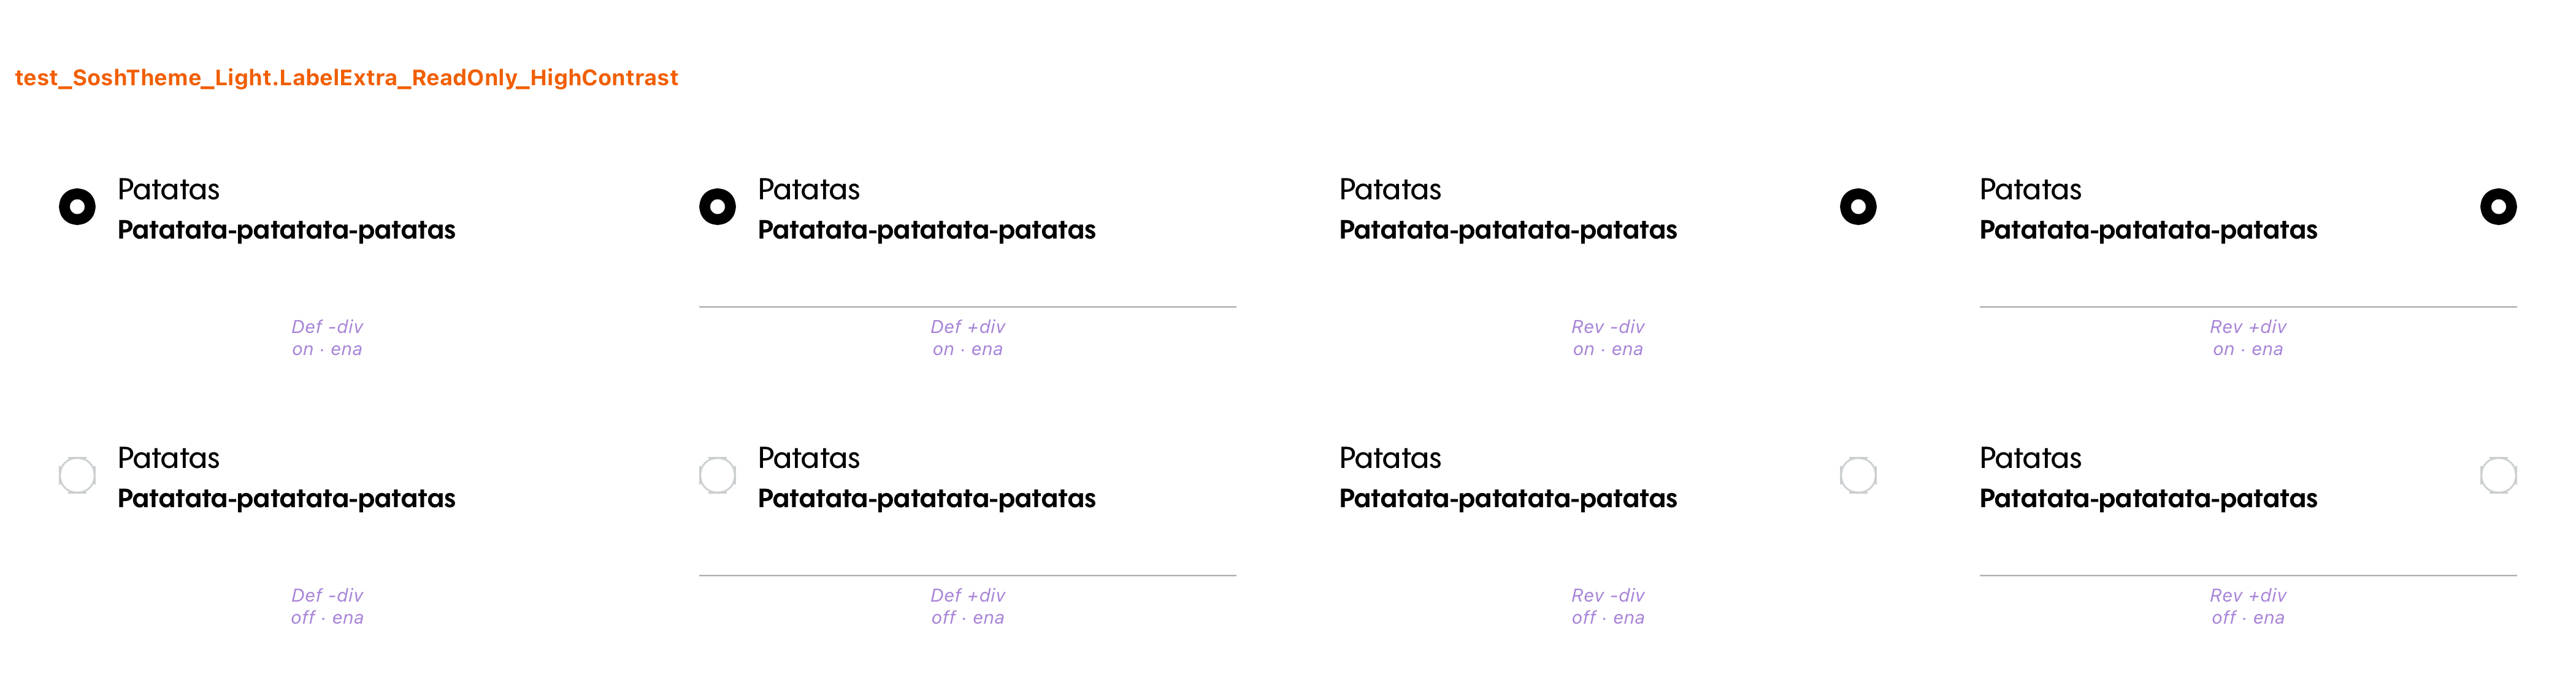 test_SoshTheme_Light.LabelExtra_ReadOnly_HighContrast
Patatas
Patatata-patatata-patatas
Def -div
on · ena
Patatas
Patatata-patatata-patatas
Def +div
on · ena
Patatas
Patatata-patatata-patatas
Rev -div
on · ena
Patatas
Patatata-patatata-patatas
Rev +div
on · ena
Patatas
Patatata-patatata-patatas
Def -div
off · ena
Patatas
Patatata-patatata-patatas
Def +div
off · ena
Patatas
Patatata-patatata-patatas
Rev -div
off · ena
Patatas
Patatata-patatata-patatas
Rev +div
off · ena